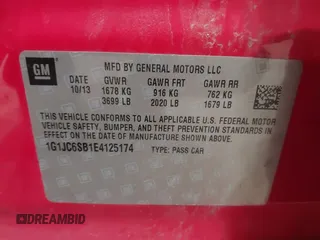 GM
MFD BY GENERAL MOTORS LLC
DATE GVWR GAWR FRT GAWR RR
10/13 1678 KG 916 KG 762 KG
3699 LB 2020 LB 1679 LB
THIS VEHICLE CONFORMS TO ALL APPLICABLE U.S. FEDERAL MOTOR
VEHICLE SAFETY, BUMPER, AND THEFT PREVENTION STANDARDS IN
EFFECT ON THE DATE OF MANUFACTURE SHOWN ABOVE.
1G1JC6SB1E4125174 TYPE: PASS CAR
DREAMBID